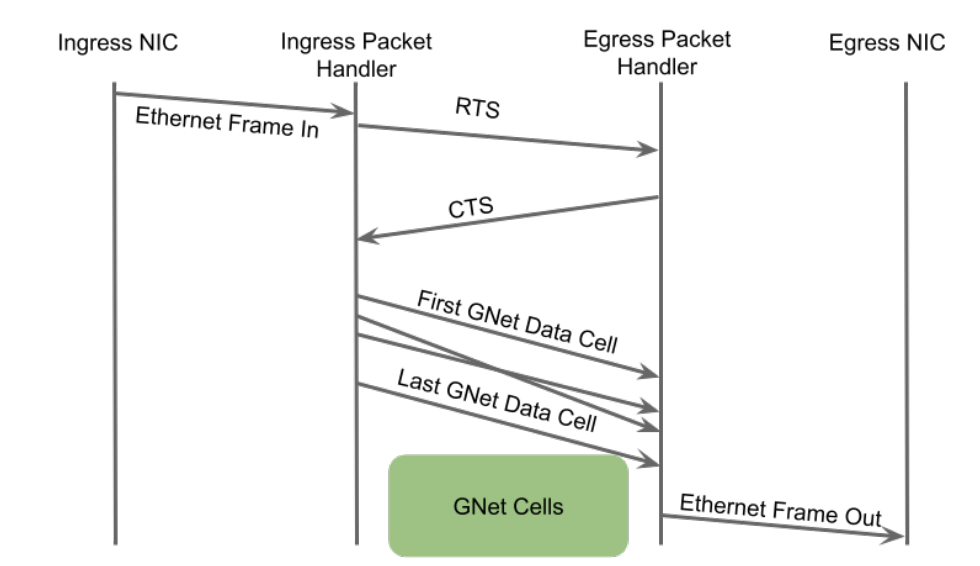 Ingress NIC
Ingress Packet
Handler
Egress Packet
Handler
Egress NIC
Ethernet Frame In
RTS
CTS
First GNet Data Cell
Last GNet Data Cell
GNet Cells
Ethernet Frame Out